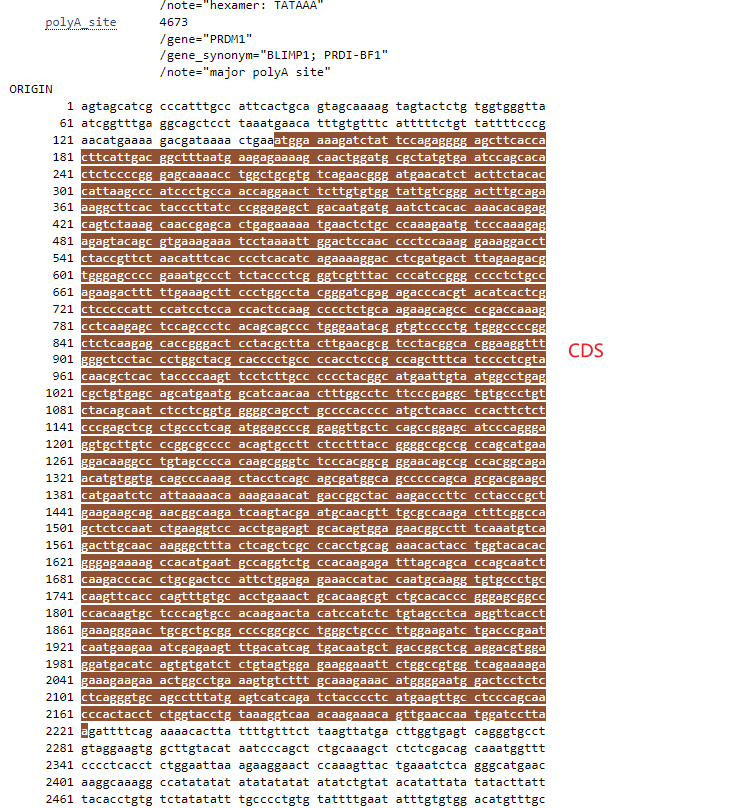 /note="hexamer: TATAAA"
polyA_site 4673
/gene="PRDM1"
/gene_synonym="BLIMP1; PRDI-BF1"
/note="major polyA site"
ORIGIN
1 agtagcatcg cccatttgcc attcactgca gtagcaaaag tagtactctg tggtgggtta
61 atcggtttga ggcagctcct taaatgaaca tttgtgtttc atttttctgt tattttcccg
121 aacatgaaaa gacgataaaa ctgaaatgga aaagatctat tccagagggg agcttcacca
181 cttcattgac ggctttaatg aagagaaaag caactggatg cgctatgtga atccagcaca
241 ctctccccgg gagcaaaacc tggctgcgtg tcagaacggg atgaacatct acttctacac
301 cattaagccc atccctgcca accaggaact tcttgtgtgg tattgtcggg actttgcaga
361 aaggcttcac tacccttatc ccggagagct gacaatgatg aatctcacac aaacacagag
421 cagtctaaag caaccgagca ctgagaaaaa tgaactctgc ccaaagaatg tcccaaagag
481 agagtacagc gtgaaagaaa tcctaaaatt ggactccaac ccctccaaag gaaaggacct
541 ctaccgttct aacatttcac ccctcacatc agaaaaggac ctcgatgact ttagaagacg
601 tgggagcccc gaaatgccct tctaccctcg ggtcgtttac cccatccggg cccctctgcc
661 agaagacttt ttgaaagctt ccctggccta cgggatcgag agacccacgt acatcactcg
721 ctcccccatt ccatcctcca ccactccaag cccctctgca agaagcagcc ccgaccaaag
781 cctcaagagc tccagccctc acagcagccc tgggaatacg gtgtcccctg tgggccccgg
841 ctctcaagag caccgggact cctacgctta cttgaacgcg tcctacggca cggaaggttt
901 gggctcctac cctggctacg cacccctgcc ccacctcccg ccagctttca tcccctcgta
961 caacgctcac taccccaagt tcctcttgcc cccctacggc atgaattgta atggcctgag
1021 cgctgtgagc agcatgaatg gcatcaacaa ctttggcctc ttcccgaggc tgtgccctgt
1081 ctacagcaat ctcctcggtg ggggcagcct gccccacccc atgctcaacc ccacttctct
1141 cccgagctcg ctgccctcag atggagcccg gaggttgctc cagccggagc atcccaggga
1201 ggtgcttgtc ccggcgcccc acagtgcctt ctcctttacc ggggccgccg ccagcatgaa
1261 ggacaaggcc tgtagcccca caagcgggtc tcccacggcg ggaacagccg ccacggcaga
1321 acatgtggtg cagcccaaag ctacctcagc agcgatggca gcccccagca gcgacgaagc
1381 catgaatctc attaaaaaca aaagaaacat gaccggctac aagacccttc cctacccgct
1441 gaagaagcag aacggcaaga tcaagtacga atgcaacgtt tgcgccaaga ctttcggcca
1501 gctctccaat ctgaaggtcc acctgagagt gcacagtgga gaacggcctt tcaaatgtca
1561 gacttgcaac aagggcttta ctcagctcgc ccacctgcag aaacactacc tggtacacac
1621 gggagaaaag ccacatgaat gccaggtctg ccacaagaga tttagcagca ccagcaatct
1681 caagacccac ctgcgactcc attctggaga gaaaccatac caatgcaagg tgtgccctgc
1741 caagttcacc cagtttgtgc acctgaaact gcacaagcgt ctgcacaccc gggagcggcc
1801 ccacaagtgc tcccagtgcc acaagaacta catccatctc tgtagcctca aggttcacct
1861 gaaagggaac tgcgctgcgg ccccggcgcc tgggctgccc ttggaagatc tgacccgaat
1921 caatgaagaa atcgagaagt ttgacatcag tgacaatgct gaccggctcg aggacgtgga
1981 ggatgacatc agtgtgatct ctgtagtgga gaaggaaatt ctggccgtgg tcagaaaaga
2041 gaaagaagaa actggcctga aagtgtcttt gcaaagaaac atggggaatg gactcctctc
2101 ctcagggtgc agcctttatg agtcatcaga tctacccctc atgaagttgc ctcccagcaa
2161 cccactacct ctggtacctg taaaggtcaa acaagaaaca gttgaaccaa tggatcctta
2221 agattttcag aaaacactta ttttgtttct taagttatga cttggtgagt cagggtgcct
2281 gtaggaagtg gcttgtacat aatcccagct ctgcaaagct ctctcgacag caaatggttt
2341 cccctcacct ctggaattaa agaaggaact ccaaagttac tgaaatctca gggcatgaac
2401 aaggcaaagg ccatatatat atatatatat atatctgtat acatattata tatacttatt
2461 tacacctgtg tctatatatt tgcccctgtg tattttgaat atttgtgtgg acatgtttgc
CDS